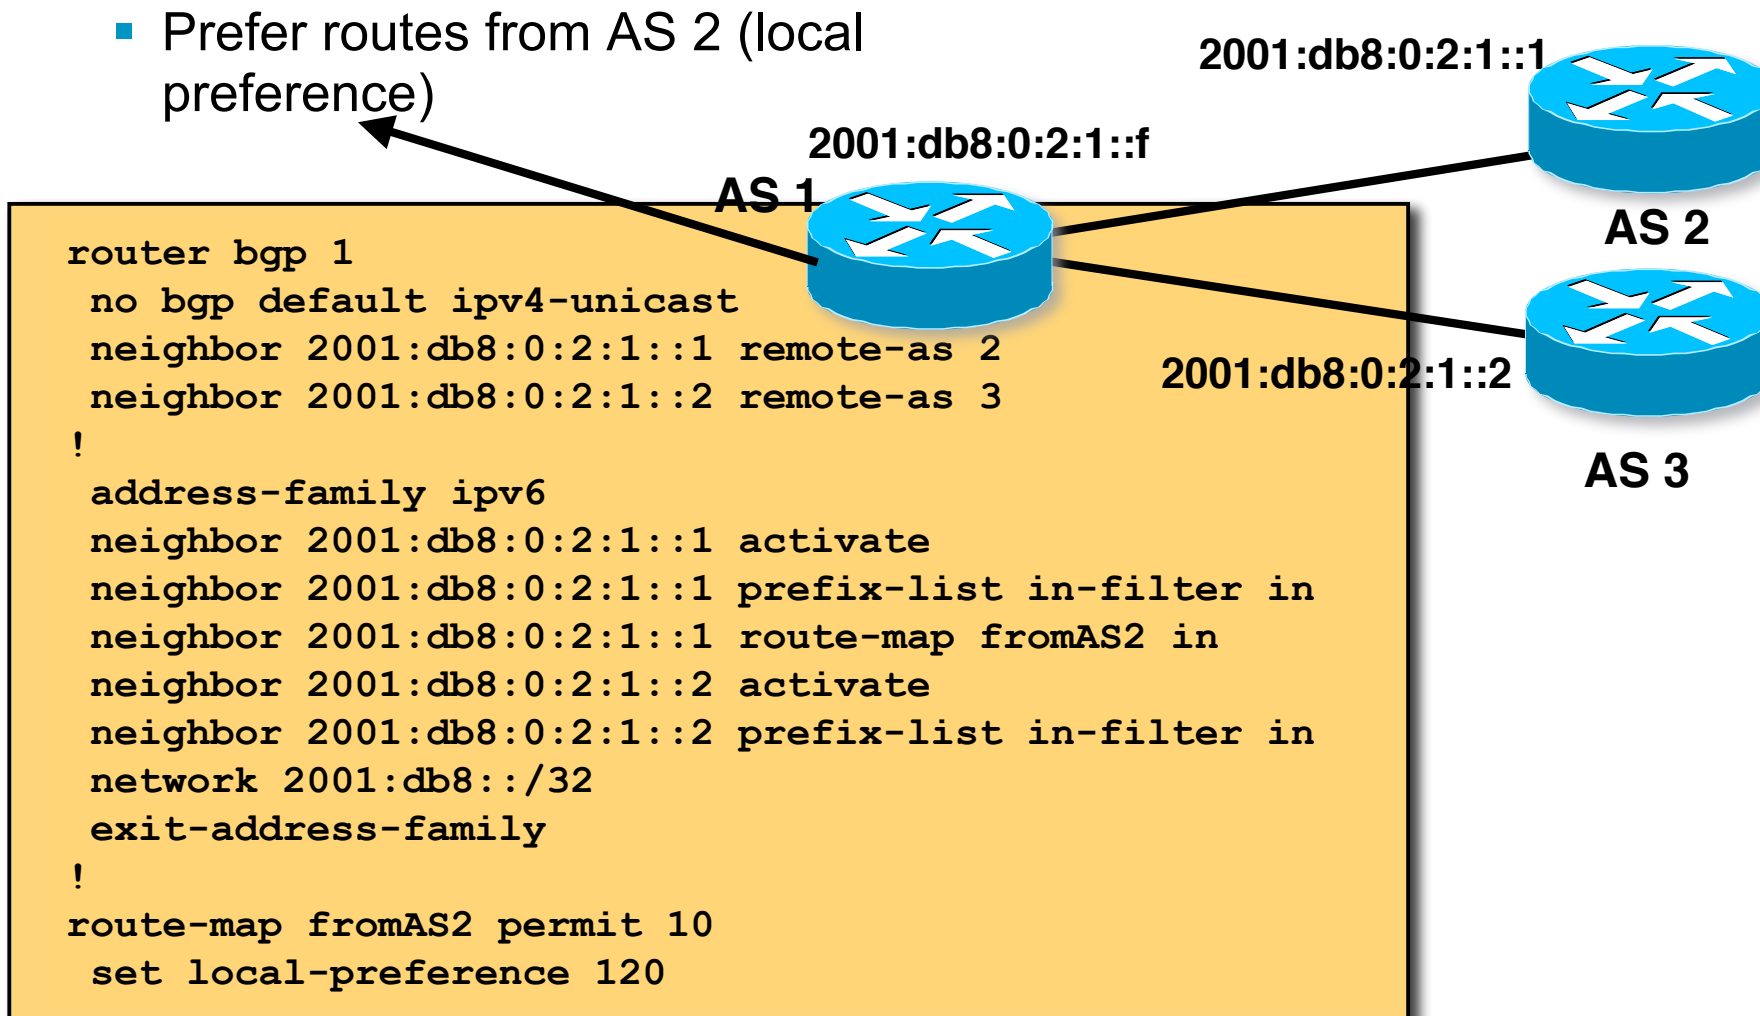 ▪ Prefer routes from AS 2 (local
preference)
2001:db8:0:2:1::1
2001:db8:0:2:1::f
AS 1
AS 2
2001:db8:0:2:1::2
AS 3
router bgp 1
no bgp default ipv4-unicast
neighbor 2001:db8:0:2:1::1 remote-as 2
neighbor 2001:db8:0:2:1::2 remote-as 3
!
address-family ipv6
neighbor 2001:db8:0:2:1::1 activate
neighbor 2001:db8:0:2:1::1 prefix-list in-filter in
neighbor 2001:db8:0:2:1::1 route-map fromAS2 in
neighbor 2001:db8:0:2:1::2 activate
neighbor 2001:db8:0:2:1::2 prefix-list in-filter in
network 2001:db8::/32
exit-address-family
!
route-map fromAS2 permit 10
set local-preference 120